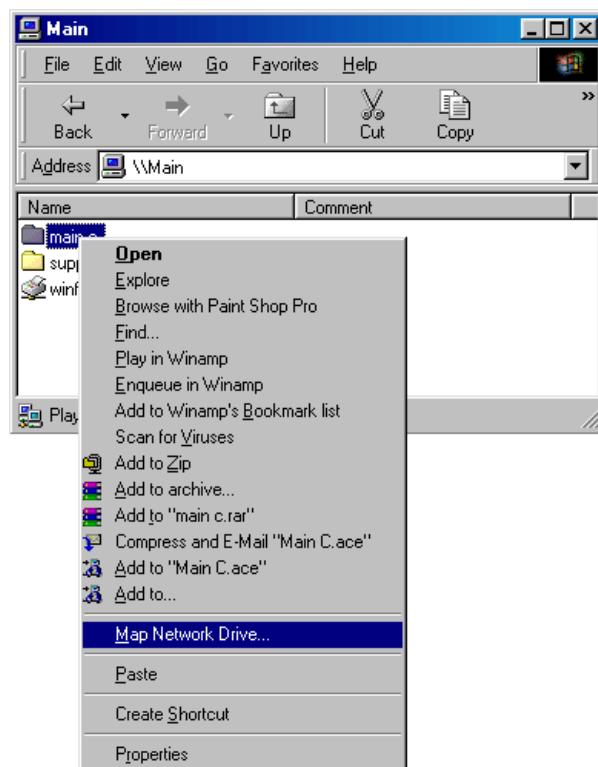 Main
File Edit View Go Favorites Help
Back Forward Up Cut Copy »
Address \\Main
Name Comment
main c
Open
Explore
Browse with Paint Shop Pro
Find...
Play in Winamp
Enqueue in Winamp
Add to Winamp's Bookmark list
Scan for Viruses
Add to Zip
Add to archive...
Add to "main c.rar"
Compress and E-Mail "Main C.ace"
Add to "Main C.ace"
Add to...
Map Network Drive...
Paste
Create Shortcut
Properties